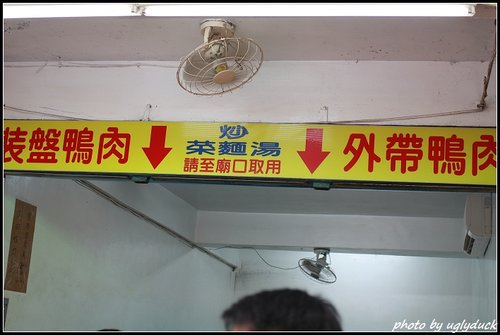 裝盤鴨肉
炒
菜麵湯
請至廟口取用
外帶鴨肉
photo by uglyduck